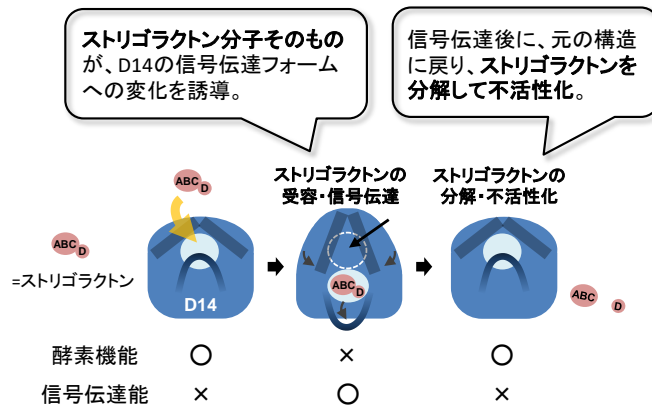 ストリゴラクトン分子そのもの
が、D14の信号伝達フォーム
への変化を誘導。
信号伝達後に、元の構造
に戻り、ストリゴラクトンを
分解して不活性化。
ストリゴラクトンの
受容・信号伝達
ストリゴラクトンの
分解・不活性化
ABC D
ABC D
=ストリゴラクトン
D14
ABC D
ABC D
酵素機能 ○ × ○
信号伝達能 × ○ ×